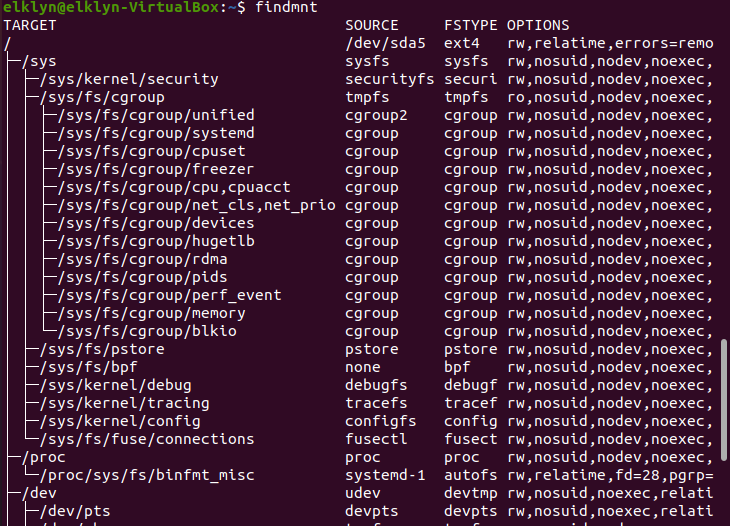 elklyn@elklyn-VirtualBox:~$ findmnt
TARGET SOURCE FSTYPE OPTIONS
/ /dev/sda5 ext4 rw,relatime,errors=remo
├─/sys sysfs sysfs rw,nosuid,nodev,noexec,
│ ├─/sys/kernel/security securityfs securi rw,nosuid,nodev,noexec,
│ ├─/sys/fs/cgroup tmpfs tmpfs ro,nosuid,nodev,noexec,
│ │ ├─/sys/fs/cgroup/unified cgroup2 cgroup rw,nosuid,nodev,noexec,
│ │ ├─/sys/fs/cgroup/systemd cgroup cgroup rw,nosuid,nodev,noexec,
│ │ ├─/sys/fs/cgroup/cpuset cgroup cgroup rw,nosuid,nodev,noexec,
│ │ ├─/sys/fs/cgroup/freezer cgroup cgroup rw,nosuid,nodev,noexec,
│ │ ├─/sys/fs/cgroup/cpu,cpuacct cgroup cgroup rw,nosuid,nodev,noexec,
│ │ ├─/sys/fs/cgroup/net_cls,net_prio cgroup cgroup rw,nosuid,nodev,noexec,
│ │ ├─/sys/fs/cgroup/devices cgroup cgroup rw,nosuid,nodev,noexec,
│ │ ├─/sys/fs/cgroup/hugetlb cgroup cgroup rw,nosuid,nodev,noexec,
│ │ ├─/sys/fs/cgroup/rdma cgroup cgroup rw,nosuid,nodev,noexec,
│ │ ├─/sys/fs/cgroup/pids cgroup cgroup rw,nosuid,nodev,noexec,
│ │ ├─/sys/fs/cgroup/perf_event cgroup cgroup rw,nosuid,nodev,noexec,
│ │ ├─/sys/fs/cgroup/memory cgroup cgroup rw,nosuid,nodev,noexec,
│ │ └─/sys/fs/cgroup/blkio cgroup cgroup rw,nosuid,nodev,noexec,
│ ├─/sys/fs/pstore pstore pstore rw,nosuid,nodev,noexec,
│ ├─/sys/fs/bpf none bpf rw,nosuid,nodev,noexec,
│ ├─/sys/kernel/debug debugfs debugf rw,nosuid,nodev,noexec,
│ ├─/sys/kernel/tracing tracefs tracef rw,nosuid,nodev,noexec,
│ ├─/sys/kernel/config configfs config rw,nosuid,nodev,noexec,
│ └─/sys/fs/fuse/connections fusectl fusect rw,nosuid,nodev,noexec,
├─/proc proc proc rw,nosuid,nodev,noexec,
│ └─/proc/sys/fs/binfmt_misc systemd-1 autofs rw,relatime,fd=28,pgrp=
├─/dev udev devtmp rw,nosuid,noexec,relati
│ ├─/dev/pts devpts devpts rw,nosuid,noexec,relati